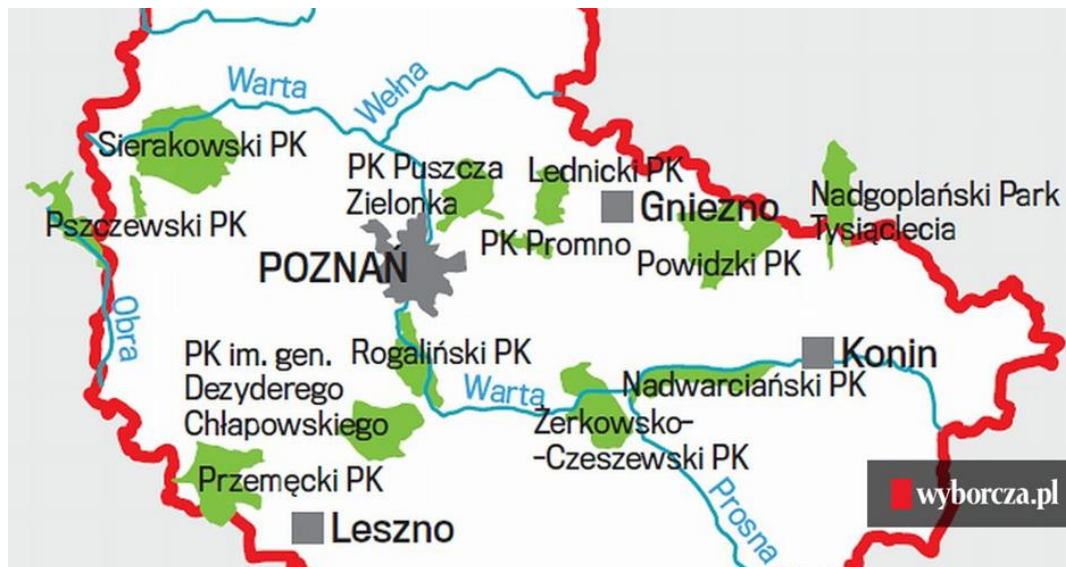 Warta
Wełna
Sierakowski PK
PK Puszcza
Zielonka
Lednicki PK
Gniezno
Nadgoplański Park
Tysiąclecia
Pszczewski PK
PK Promno
Powidzki PK
POZNAŃ
Obra
PK im. gen.
Dezyderego
Chłapowskiego
Rogaliński PK
Warta
Konin
Nadwarciański PK
Żerkowsko-
-Czeszewski PK
Przemęcki PK
Prosna
Leszno
wyborcza.pl